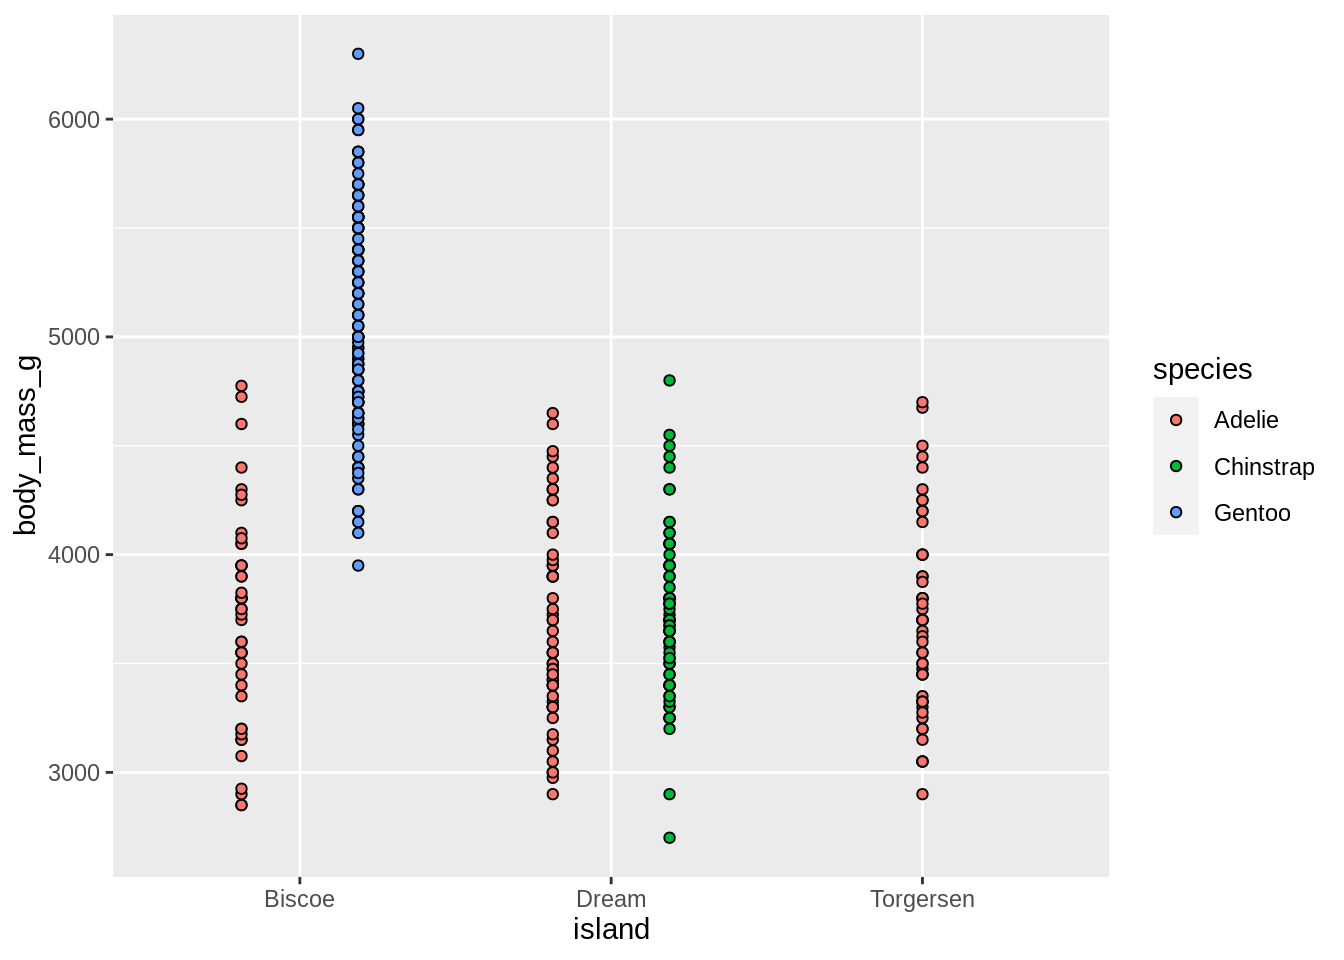 6000
5000
4000
3000
body_mass_g
Biscoe
Dream
Torgersen
island
species
Adelie
Chinstrap
Gentoo